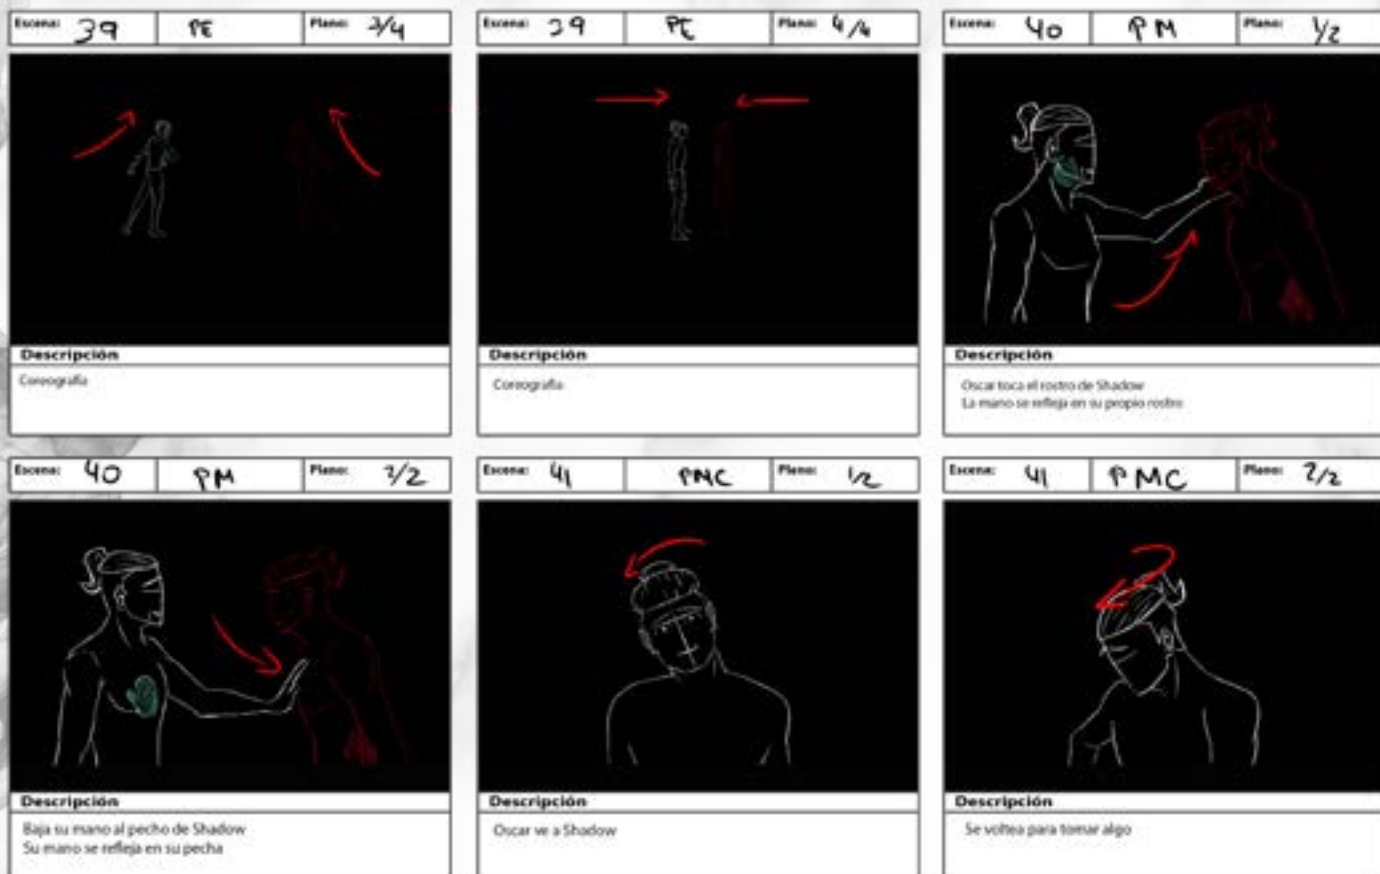 Escena: 39 PE Plano: 3/4
Descripción
Coreografía
Escena: 39 PE Plano: 4/4
Descripción
Coreografía
Escena: 40 PM Plano: 1/2
Descripción
Oscar toca el rostro de Shadow
La mano se refleja en su propio rostro
Escena: 40 PM Plano: 2/2
Descripción
Baja su mano al pecho de Shadow
Su mano se refleja en su pecha
Escena: 41 PMC Plano: 1/2
Descripción
Oscar ve a Shadow
Escena: 41 PMC Plano: 2/2
Descripción
Se voltea para tomar algo